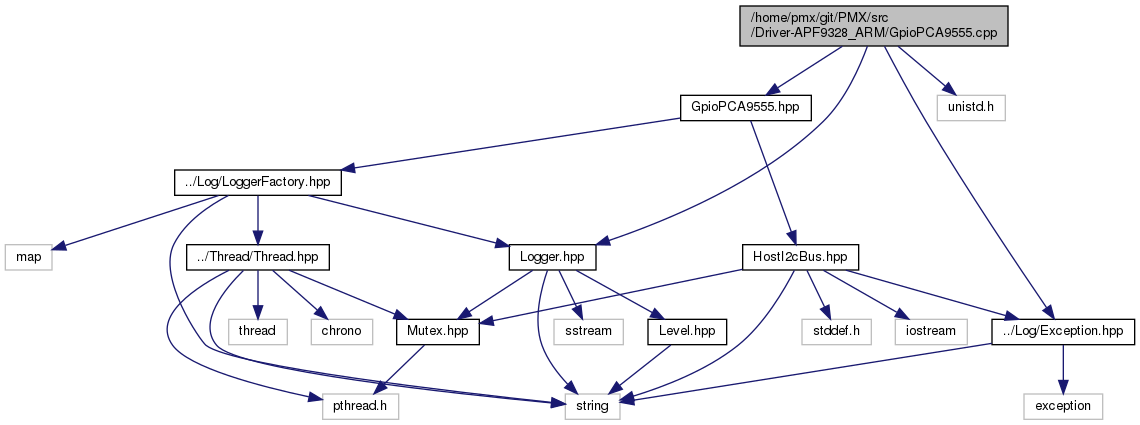 /home/pmx/git/PMX/src
/Driver-APF9328_ARM/GpioPCA9555.cpp
GpioPCA9555.hpp
unistd.h
../Log/LoggerFactory.hpp
map
../Thread/Thread.hpp
Logger.hpp
HostI2cBus.hpp
thread
chrono
Mutex.hpp
sstream
Level.hpp
stddef.h
iostream
../Log/Exception.hpp
pthread.h
string
exception